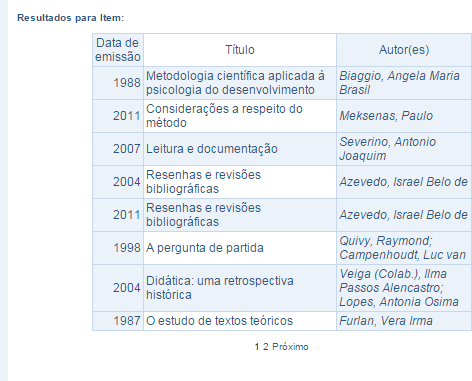 Resultados para Item:
Data de emissão Título Autor(es)
1988 Metodologia científica aplicada à psicologia do desenvolvimento Biaggio, Angela Maria Brasil
2011 Considerações a respeito do método Meksenas, Paulo
2007 Leitura e documentação Severino, Antonio Joaquim
2004 Resenhas e revisões bibliográficas Azevedo, Israel Belo de
2011 Resenhas e revisões bibliográficas Azevedo, Israel Belo de
1998 A pergunta de partida Quivy, Raymond; Campenhoudt, Luc van
2004 Didática: uma retrospectiva histórica Veiga (Colab.), Ilma Passos Alencastro; Lopes, Antonia Osima
1987 O estudo de textos teóricos Furlan, Vera Irma
1 2 Próximo